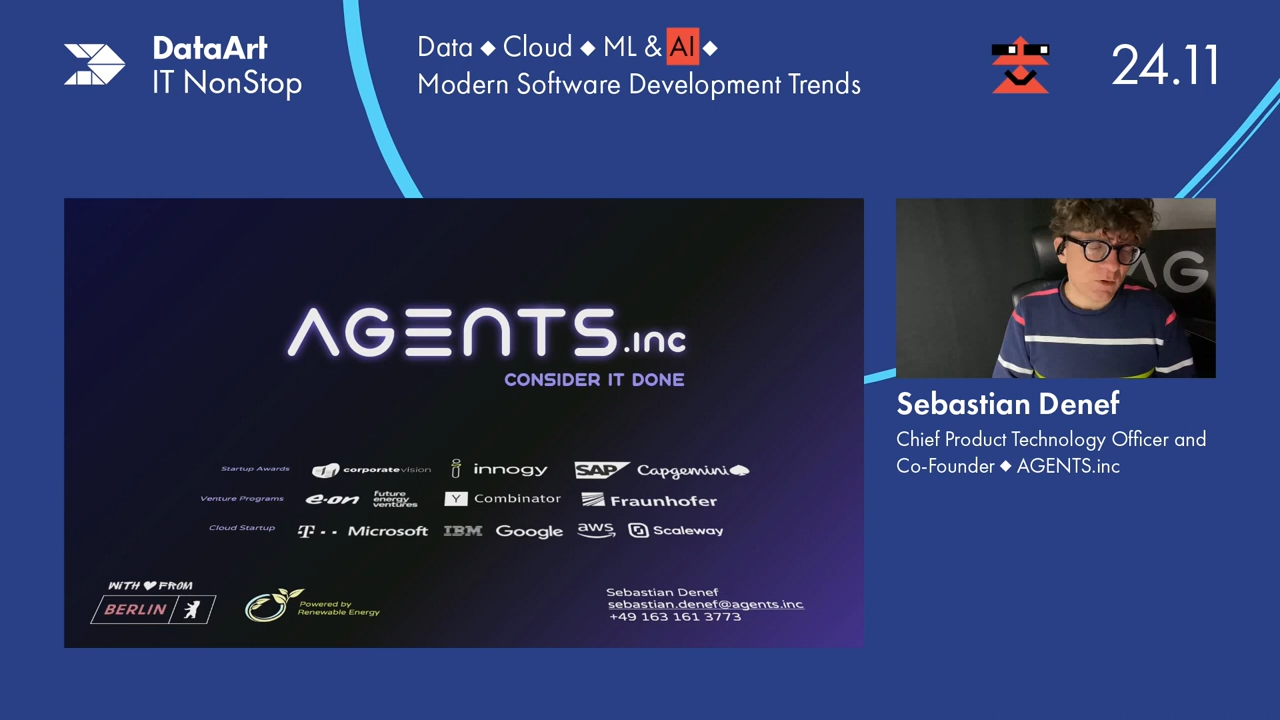 DataArt
IT NonStop
Data ◆ Cloud ◆ ML & AI ◆
Modern Software Development Trends
24.11
AGENTS.inc
CONSIDER IT DONE
Startup Awards
corporatevision
innogy
SAP
Capgemini
Venture Programs
e·on
future
energy
ventures
Y Combinator
Fraunhofer
Cloud Startup
T · ·
Microsoft
IBM
Google
aws
Scaleway
WITH FROM
BERLIN
Powered by
Renewable Energy
Sebastian Denef
sebastian.denef@agents.inc
+49 163 161 3773
AG
Sebastian Denef
Chief Product Technology Officer and
Co-Founder ◆ AGENTS.inc